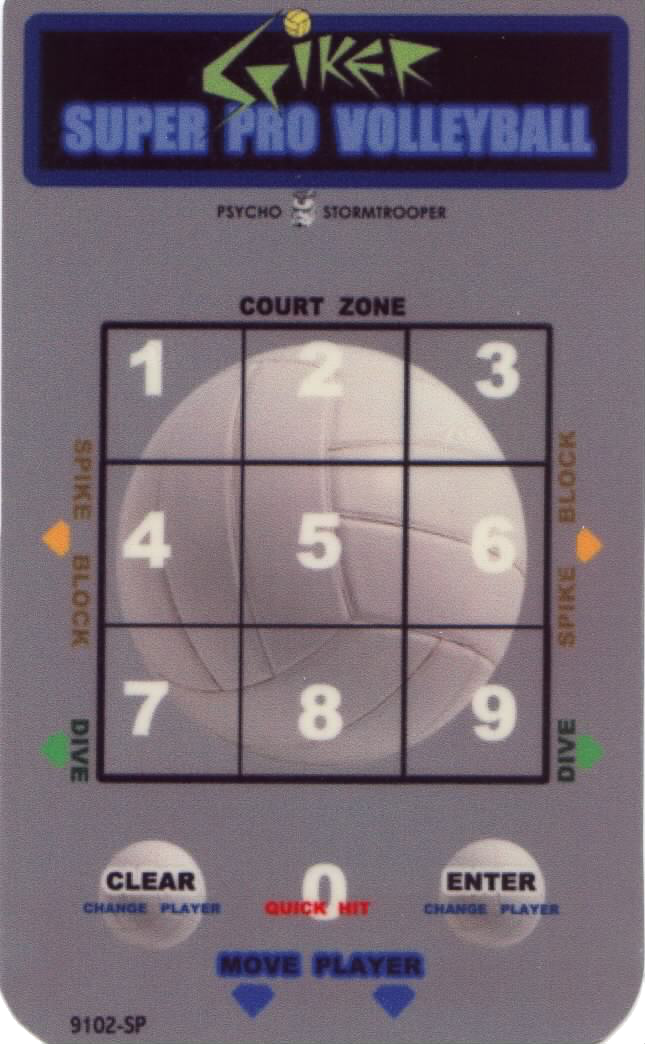 SPIKER
SUPER PRO VOLLEYBALL
PSYCHO STORMTROOPER
COURT ZONE
1 2 3
SPIKE BLOCK
4 5 6
SPIKE BLOCK
7 8 9
DIVE
DIVE
CLEAR
CHANGE PLAYER
0
QUICK HIT
ENTER
CHANGE PLAYER
MOVE PLAYER
9102-SP